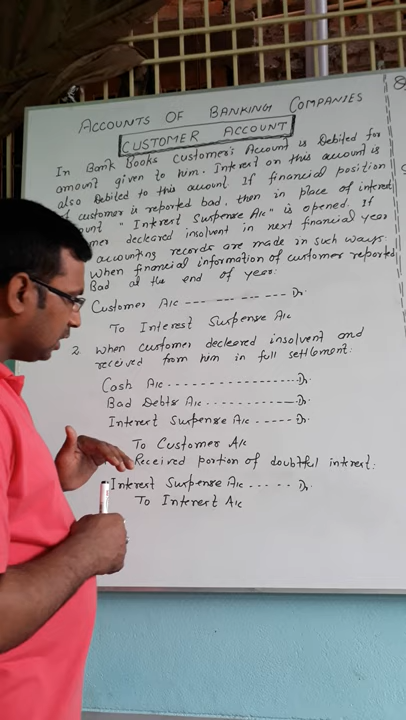 ACCOUNTS OF BANKING COMPANIES
CUSTOMER ACCOUNT
In Bank Books Customer's Account is Debited for
amount given to him. Interest on this account is
also Debited to this account. If financial position
customer is reported bad, then in place of interest
"Interest Suspense A/c" is opened. If
decleared insolvent in next financial year
accounting records are made in such ways.
When financial information of customer reported
Bad at the end of year:
Customer A/c --- --- --- --- Dr.
To Interest Suspense A/c
2. When customer decleared insolvent and
received from him in full settlement:
Cash A/c ................ Dr.
Bad Debts A/c ............ Dr.
Interest Suspense A/c ..... Dr.
To Customer A/c
Received portion of doubtful interest:
Interest Suspense A/c ..... Dr.
To Interest A/c